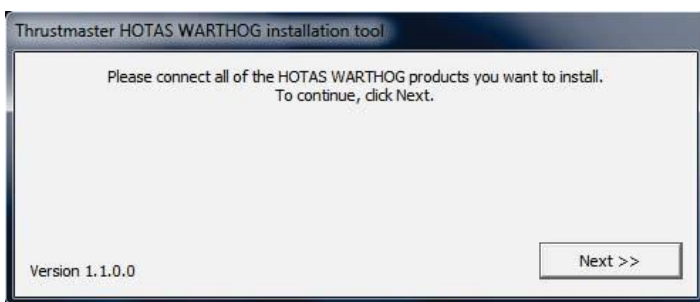 Thrustmaster HOTAS WARTHOG installation tool
Please connect all of the HOTAS WARTHOG products you want to install.
To continue, click Next.
Version 1.1.0.0
Next >>